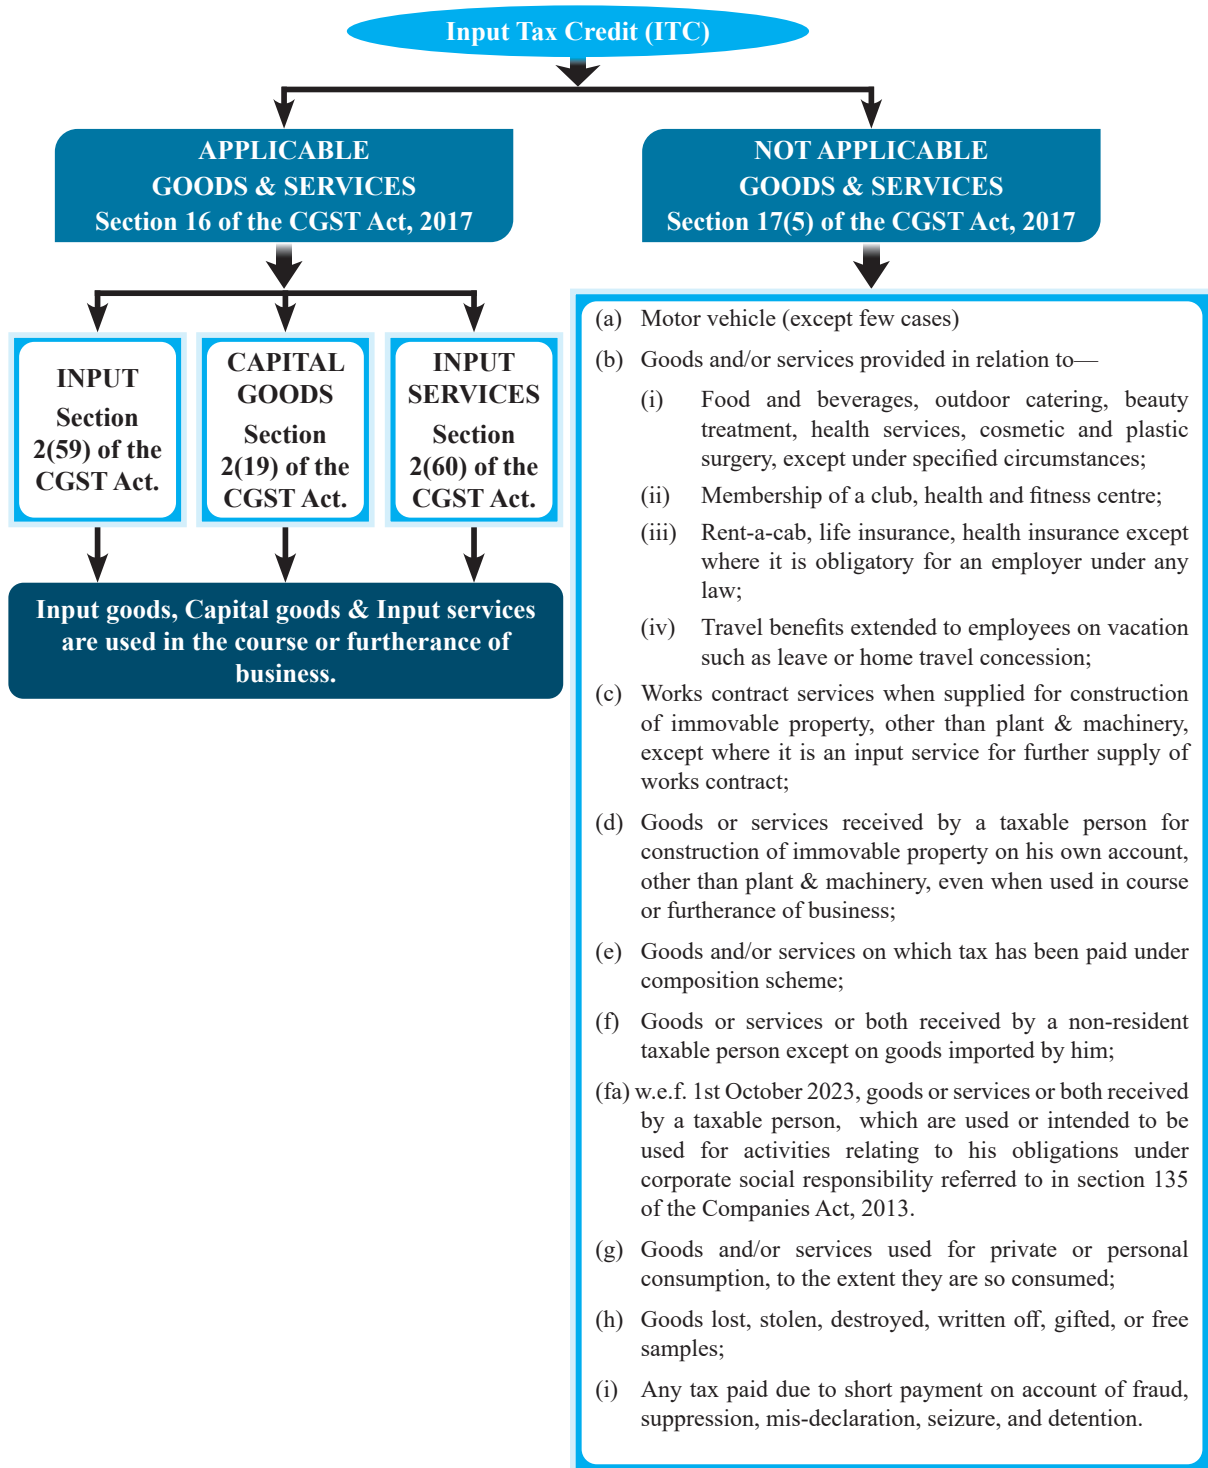 Input Tax Credit (ITC)
APPLICABLE
GOODS & SERVICES
Section 16 of the CGST Act, 2017
NOT APPLICABLE
GOODS & SERVICES
Section 17(5) of the CGST Act, 2017
INPUT
Section
2(59) of the
CGST Act.
CAPITAL
GOODS
Section
2(19) of the
CGST Act.
INPUT
SERVICES
Section
2(60) of the
CGST Act.
Input goods, Capital goods & Input services
are used in the course or furtherance of
business.
(a) Motor vehicle (except few cases)
(b) Goods and/or services provided in relation to—
(i) Food and beverages, outdoor catering, beauty
treatment, health services, cosmetic and plastic
surgery, except under specified circumstances;
(ii) Membership of a club, health and fitness centre;
(iii) Rent-a-cab, life insurance, health insurance except
where it is obligatory for an employer under any
law;
(iv) Travel benefits extended to employees on vacation
such as leave or home travel concession;
(c) Works contract services when supplied for construction
of immovable property, other than plant & machinery,
except where it is an input service for further supply of
works contract;
(d) Goods or services received by a taxable person for
construction of immovable property on his own account,
other than plant & machinery, even when used in course
or furtherance of business;
(e) Goods and/or services on which tax has been paid under
composition scheme;
(f) Goods or services or both received by a non-resident
taxable person except on goods imported by him;
(fa) w.e.f. 1st October 2023, goods or services or both received
by a taxable person, which are used or intended to be
used for activities relating to his obligations under
corporate social responsibility referred to in section 135
of the Companies Act, 2013.
(g) Goods and/or services used for private or personal
consumption, to the extent they are so consumed;
(h) Goods lost, stolen, destroyed, written off, gifted, or free
samples;
(i) Any tax paid due to short payment on account of fraud,
suppression, mis-declaration, seizure, and detention.